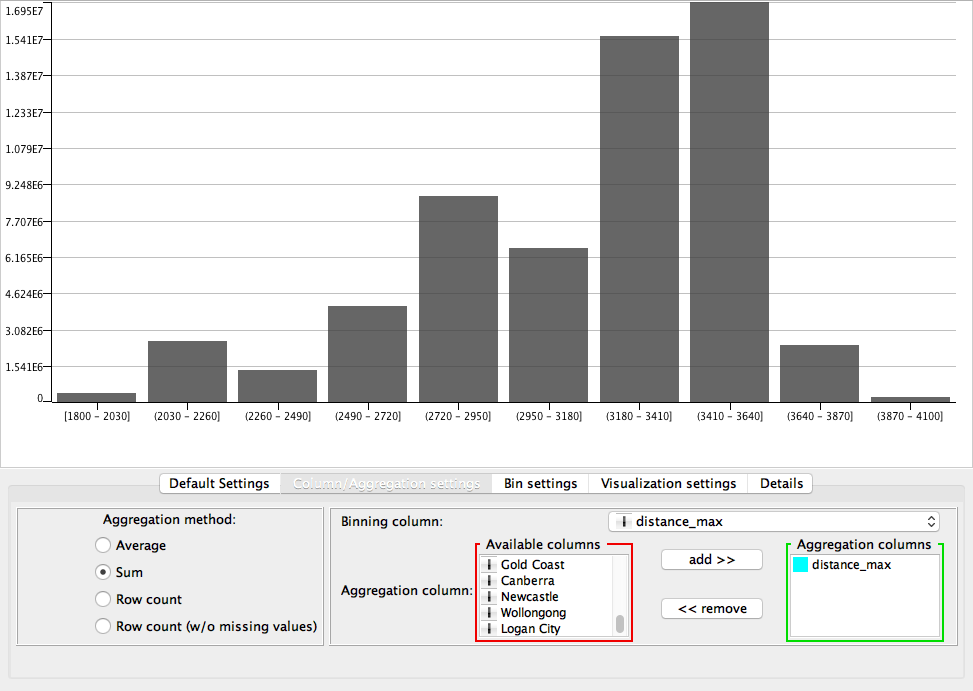 1.695E7
1.541E7
1.387E7
1.233E7
1.079E7
9.248E6
7.707E6
6.165E6
4.624E6
3.082E6
1.541E6
0
[1800 - 2030] (2030 - 2260] (2260 - 2490] (2490 - 2720] (2720 - 2950] (2950 - 3180] (3180 - 3410] (3410 - 3640] (3640 - 3870] (3870 - 4100]
Default Settings Column/Aggregation settings Bin settings Visualization settings Details
Aggregation method:
Average
Sum
Row count
Row count (w/o missing values)
Binning column: distance_max
Aggregation column:
Available columns
Gold Coast
Canberra
Newcastle
Wollongong
Logan City
add >>
<< remove
Aggregation columns
distance_max